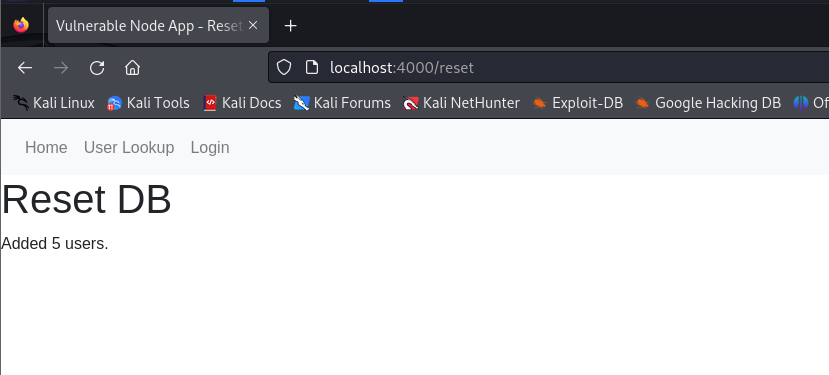 Vulnerable Node App - Reset
localhost:4000/reset
Kali Linux Kali Tools Kali Docs Kali Forums Kali NetHunter Exploit-DB Google Hacking DB Of
Home User Lookup Login
Reset DB
Added 5 users.